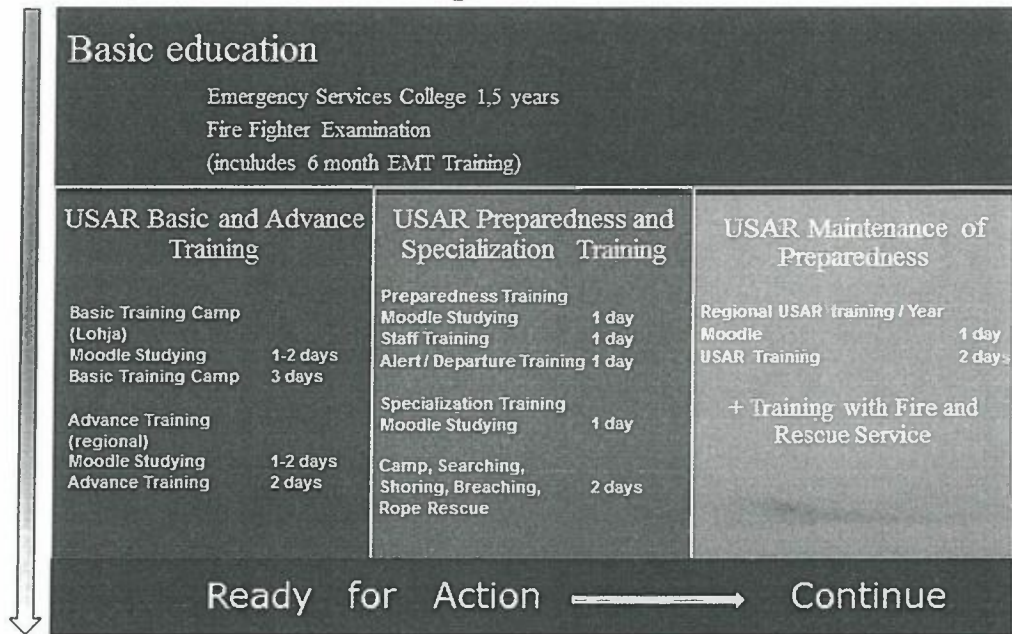 Basic education
Emergency Services College 1,5 years
Fire Fighter Examination
(inculudes 6 month EMT Training)
USAR Basic and Advance
Training
Basic Training Camp
(Lohja)
Moodle Studying 1-2 days
Basic Training Camp 3 days
Advance Training
(regional)
Moodle Studying 1-2 days
Advance Training 2 days
USAR Preparedness and
Specialization Training
Preparedness Training
Moodle Studying 1 day
Staff Training 1 day
Alert / Departure Training 1 day
Specialization Training
Moodle Studying 1 day
Camp, Searching,
Shoring, Breaching, 2 days
Rope Rescue
USAR Maintenance of
Preparedness
Regional USAR training / Year
Moodle 1 day
USAR Training 2 days
+ Training with Fire and
Rescue Service
Ready for Action Continue